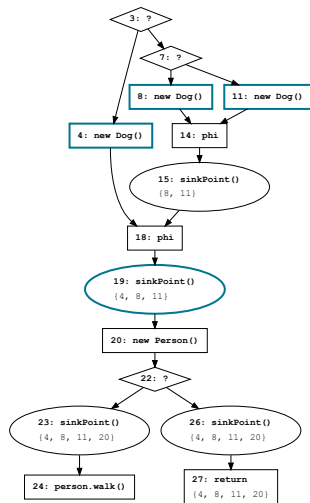 3: ?
7: ?
8: new Dog()
11: new Dog()
4: new Dog()
14: phi
15: sinkPoint()
{8, 11}
18: phi
19: sinkPoint()
{4, 8, 11}
20: new Person()
22: ?
23: sinkPoint()
{4, 8, 11, 20}
26: sinkPoint()
{4, 8, 11, 20}
24: person.walk()
27: return
{4, 8, 11, 20}